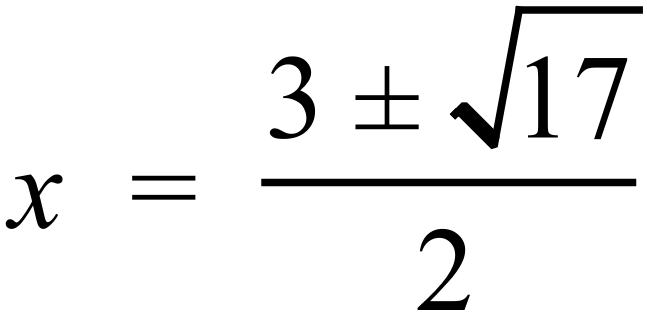 x = (3 ± √17) / 2